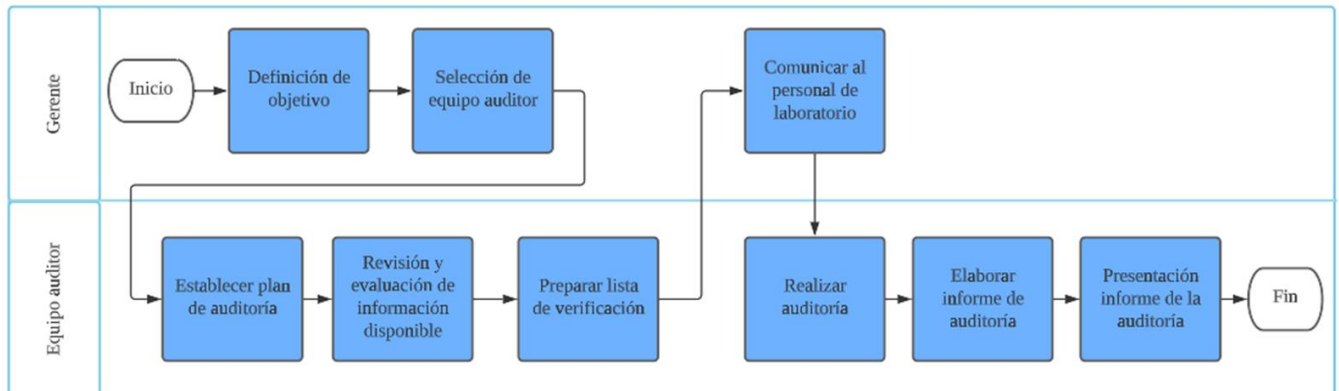 Gerente
Inicio
Definición de
objetivo
Selección de
equipo auditor
Comunicar al
personal de
laboratorio
Equipo auditor
Establecer plan
de auditoría
Revisión y
evaluación de
información
disponible
Preparar lista
de verificación
Realizar
auditoría
Elaborar
informe de
auditoría
Presentación
informe de la
auditoría
Fin